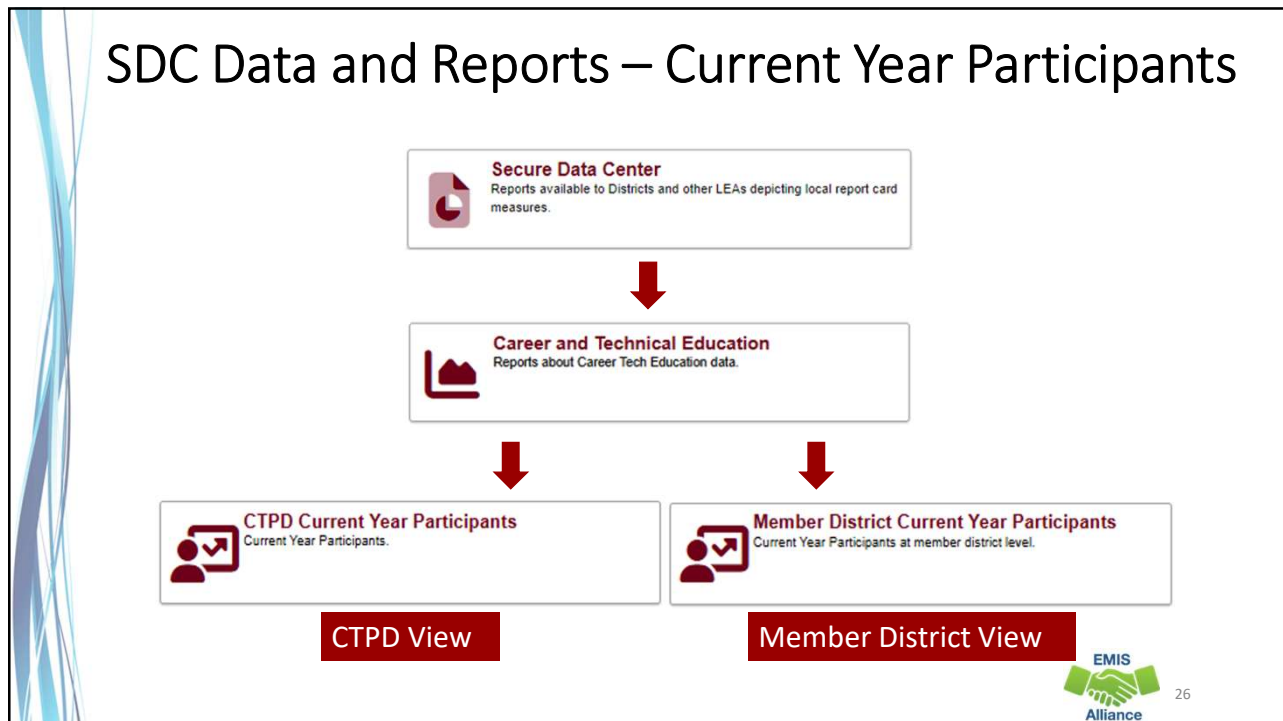 SDC Data and Reports – Current Year Participants
Secure Data Center
Reports available to Districts and other LEAs depicting local report card
measures.
Career and Technical Education
Reports about Career Tech Education data.
CTPD Current Year Participants
Current Year Participants.
Member District Current Year Participants
Current Year Participants at member district level.
CTPD View
Member District View
EMIS
Alliance
26